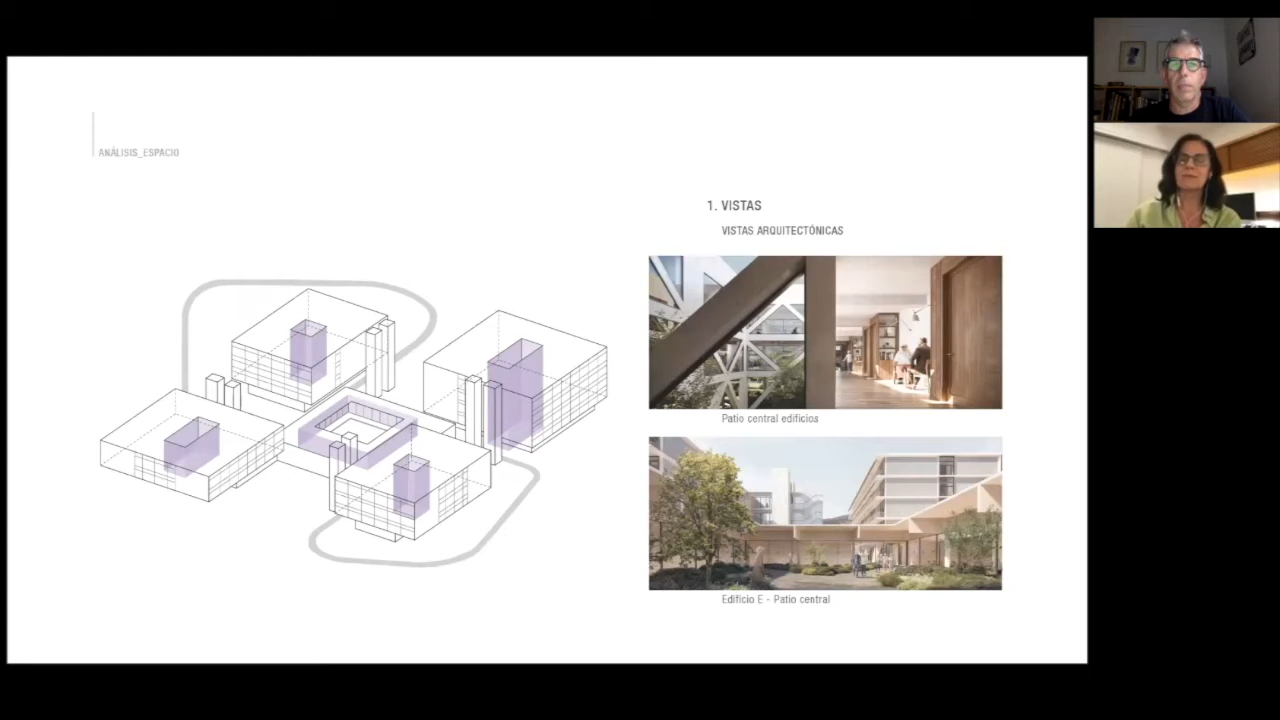 ANÁLISIS_ESPACIO
1. VISTAS
VISTAS ARQUITECTÓNICAS
Patio central edificios
Edificio E - Patio central